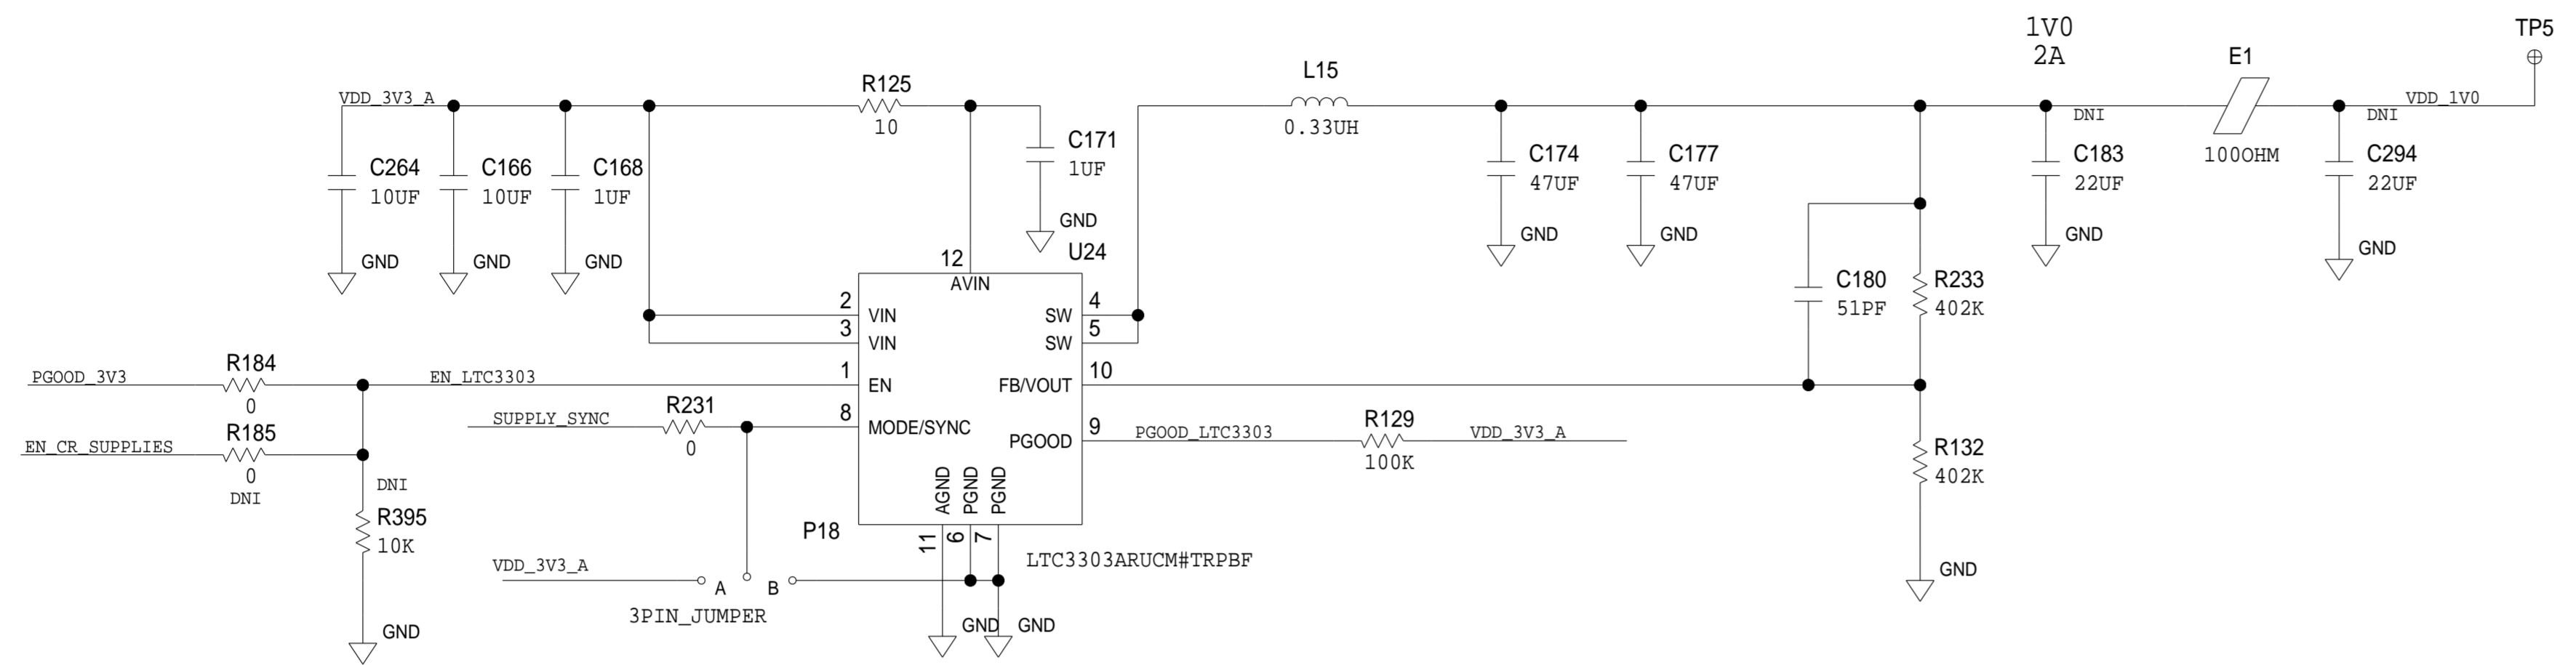 1V0
2A
TP5
E1
L15
R125
VDD_3V3_A
10
0.33UH
DNI
DNI
VDD_1V0
C264
10UF
C166
10UF
C168
1UF
C171
1UF
C174
47UF
C177
47UF
C183
22UF
100OHM
C294
22UF
GND
GND
GND
GND
GND
GND
GND
GND
U24
12
AVIN
2
VIN
3
VIN
4
SW
5
SW
C180
51PF
R233
402K
PGOOD_3V3
R184
0
EN_LTC3303
1
EN
10
FB/VOUT
EN_CR_SUPPLIES
R185
0
DNI
SUPPLY_SYNC
R231
0
8
MODE/SYNC
9
PGOOD
PGOOD_LTC3303
R129
100K
VDD_3V3_A
R132
402K
DNI
R395
10K
AGND
PGND
PGND
11
6
7
P18
LTC3303ARUCM#TRPBF
VDD_3V3_A
A
B
3PIN_JUMPER
GND
GND
GND
GND